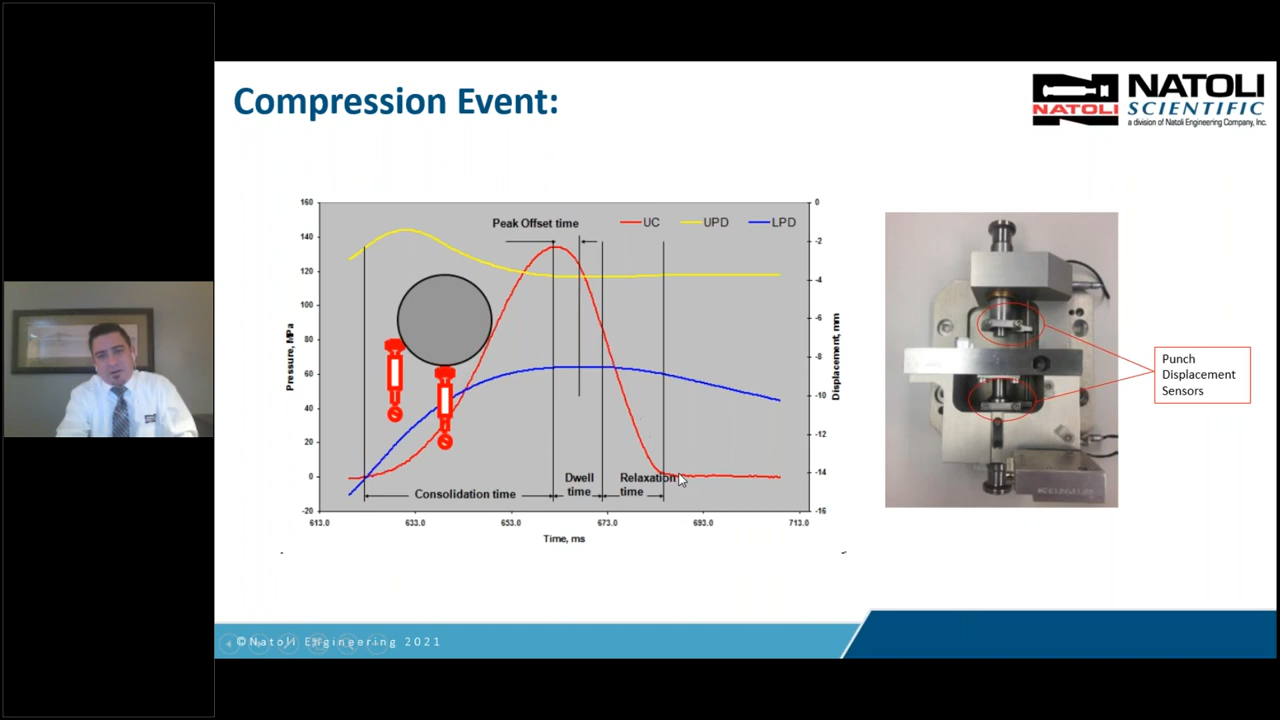 Compression Event:
NATOLI
NATOLI
SCIENTIFIC
a division of Natoli Engineering Company, Inc.
Peak Offset time
UC
UPD
LPD
160
140
120
100
80
60
40
20
0
-20
Pressure, MPa
0
-2
-4
-6
-8
-10
-12
-14
-16
Displacement, mm
Consolidation time
Dwell
time
Relaxation
time
613.0
633.0
653.0
673.0
693.0
713.0
Time, ms
Punch
Displacement
Sensors
©Natoli Engineering 2021